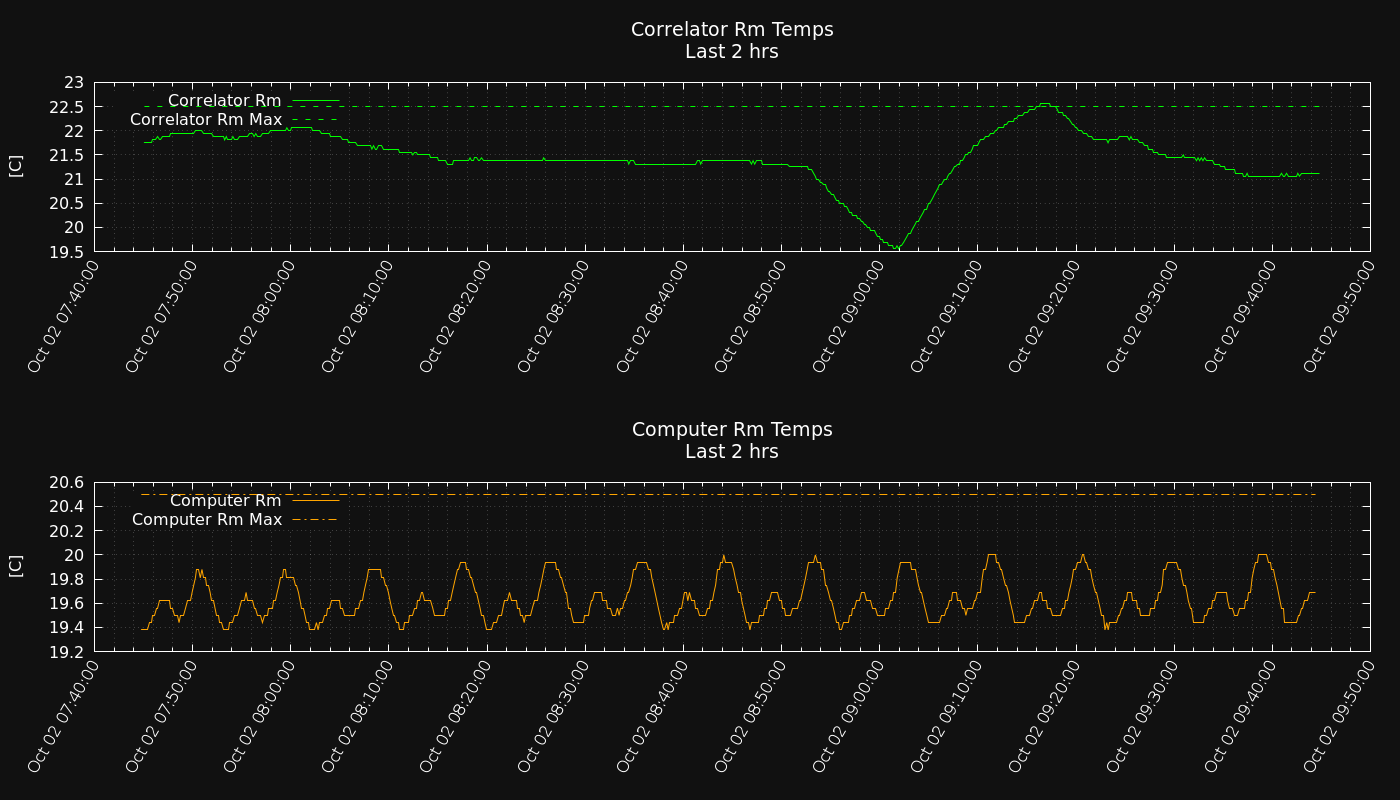 Correlator Rm Temps
Last 2 hrs
[C]
23
22.5
22
21.5
21
20.5
20
19.5
Correlator Rm
Correlator Rm Max
Oct 02 07:40:00
Oct 02 07:50:00
Oct 02 08:00:00
Oct 02 08:10:00
Oct 02 08:20:00
Oct 02 08:30:00
Oct 02 08:40:00
Oct 02 08:50:00
Oct 02 09:00:00
Oct 02 09:10:00
Oct 02 09:20:00
Oct 02 09:30:00
Oct 02 09:40:00
Oct 02 09:50:00
Computer Rm Temps
Last 2 hrs
[C]
20.6
20.4
20.2
20
19.8
19.6
19.4
19.2
Computer Rm
Computer Rm Max
Oct 02 07:40:00
Oct 02 07:50:00
Oct 02 08:00:00
Oct 02 08:10:00
Oct 02 08:20:00
Oct 02 08:30:00
Oct 02 08:40:00
Oct 02 08:50:00
Oct 02 09:00:00
Oct 02 09:10:00
Oct 02 09:20:00
Oct 02 09:30:00
Oct 02 09:40:00
Oct 02 09:50:00